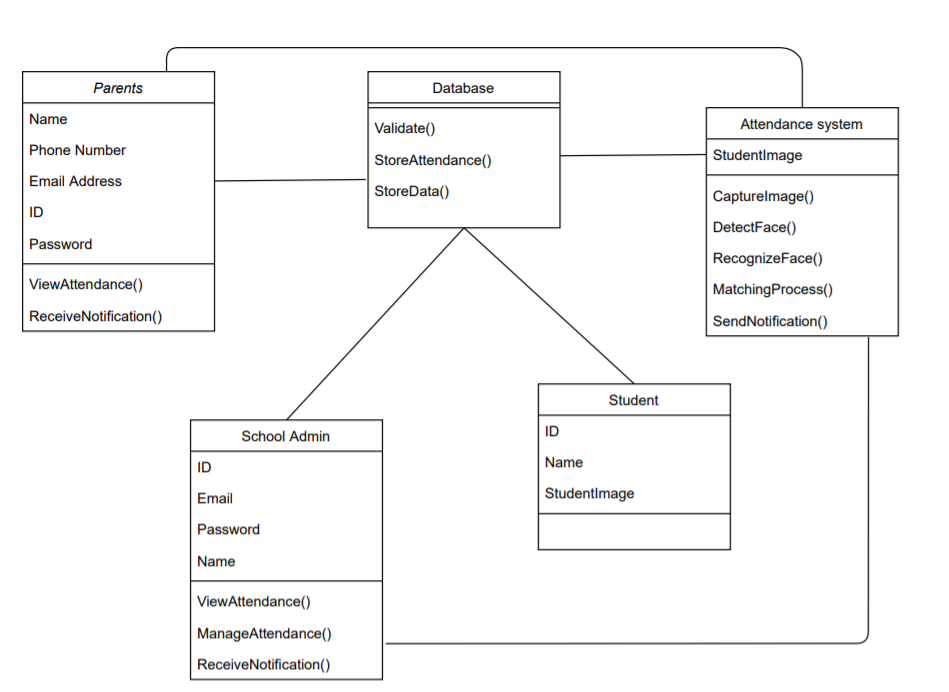 Parents
Name
Phone Number
Email Address
ID
Password
ViewAttendance()
ReceiveNotification()
Database
Validate()
StoreAttendance()
StoreData()
Attendance system
StudentImage
CaptureImage()
DetectFace()
RecognizeFace()
MatchingProcess()
SendNotification()
School Admin
ID
Email
Password
Name
ViewAttendance()
ManageAttendance()
ReceiveNotification()
Student
ID
Name
StudentImage